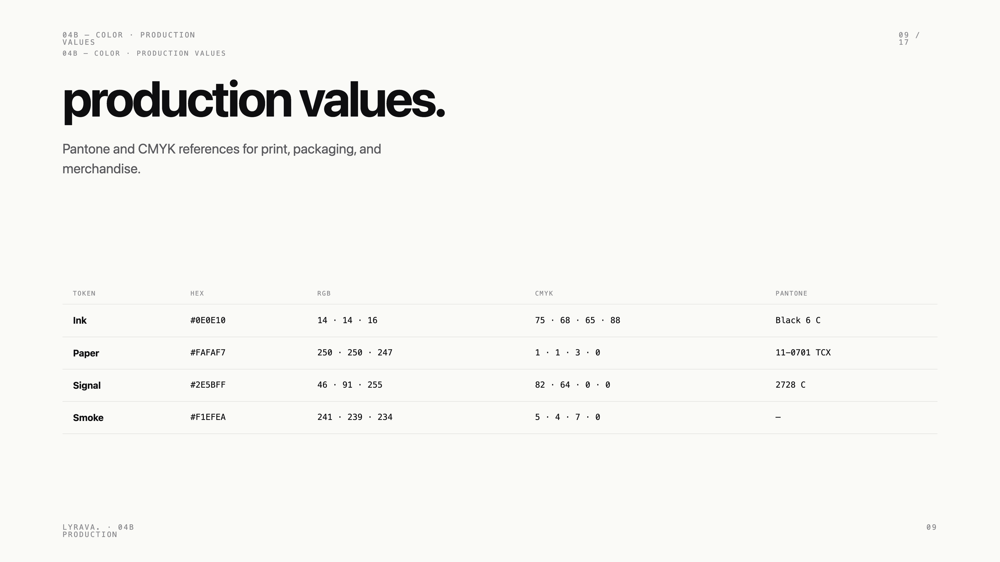 04B — COLOR · PRODUCTION
VALUES
09 /
17
04B — COLOR · PRODUCTION VALUES
production values.
Pantone and CMYK references for print, packaging, and
merchandise.
TOKEN HEX RGB CMYK PANTONE
Ink #0E0E10 14 · 14 · 16 75 · 68 · 65 · 88 Black 6 C
Paper #FAFAF7 250 · 250 · 247 1 · 1 · 3 · 0 11–0701 TCX
Signal #2E5BFF 46 · 91 · 255 82 · 64 · 0 · 0 2728 C
Smoke #F1EFEA 241 · 239 · 234 5 · 4 · 7 · 0 —
LYRAVA. · 04B
PRODUCTION
09